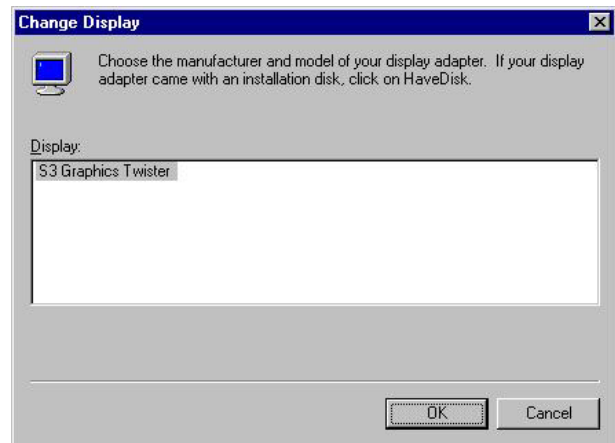 Change Display
Choose the manufacturer and model of your display adapter.  If your display
adapter came with an installation disk, click on HaveDisk.
Display:
S3 Graphics Twister
OK
Cancel